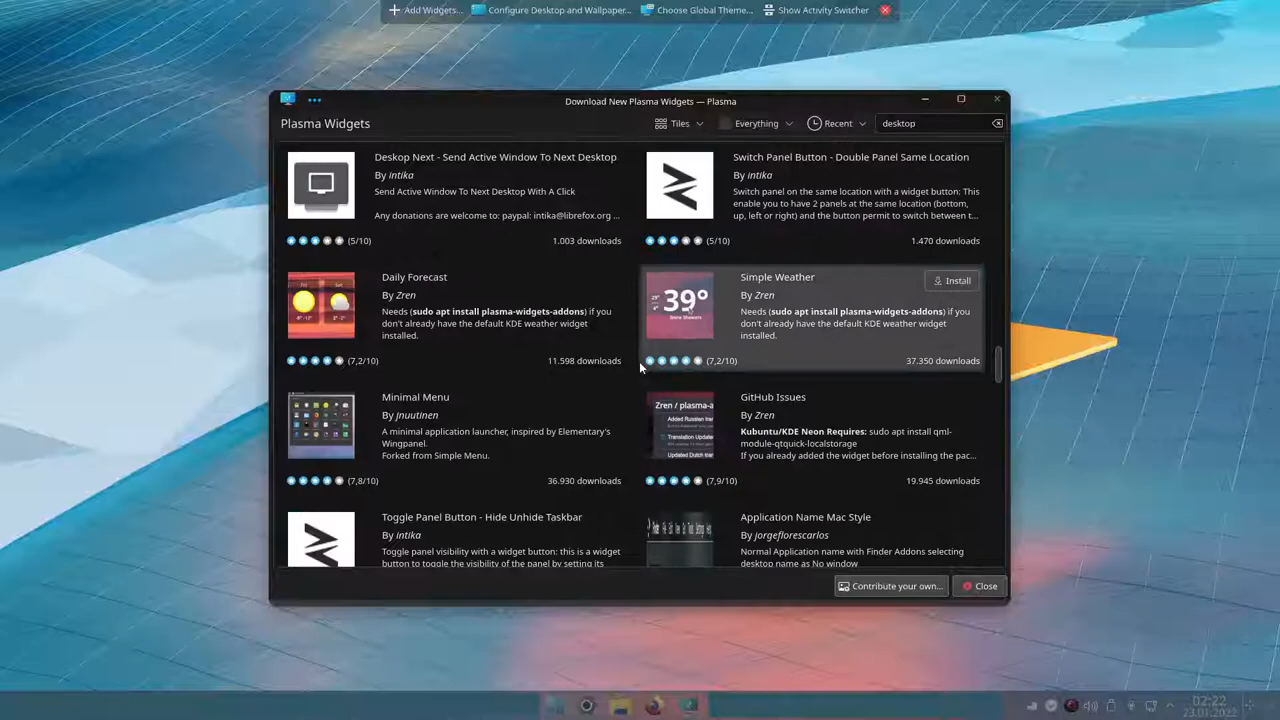 Add Widgets... Configure Desktop and Wallpaper... Choose Global Theme... Show Activity Switcher
Download New Plasma Widgets — Plasma
Plasma Widgets Tiles Everything Recent desktop
Deskop Next - Send Active Window To Next Desktop
By intika
Send Active Window To Next Desktop With A Click
Any donations are welcome to: paypal: intika@librefox.org ...
(5/10) 1.003 downloads
Switch Panel Button - Double Panel Same Location
By intika
Switch panel on the same location with a widget button: This
enable you to have 2 panels at the same location (bottom,
up, left or right) and the button permit to switch between t...
(5/10) 1.470 downloads
Daily Forecast
By Zren
Needs (sudo apt install plasma-widgets-addons) if you
don't already have the default KDE weather widget
installed.
(7,2/10) 11.598 downloads
39°
Simple Weather
Install
By Zren
Needs (sudo apt install plasma-widgets-addons) if you
don't already have the default KDE weather widget
installed.
(7,2/10) 37.350 downloads
Minimal Menu
By jnuutinen
A minimal application launcher, inspired by Elementary's
Wingpanel.
Forked from Simple Menu.
(7,8/10) 36.930 downloads
Zren / plasma-a
Added Russian tra
Translation Update
Updated Dutch tran
GitHub Issues
By Zren
Kubuntu/KDE Neon Requires: sudo apt install qml-
module-qtquick-localstorage
If you already added the widget before installing the pac...
(7,9/10) 19.945 downloads
Toggle Panel Button - Hide Unhide Taskbar
By intika
Toggle panel visibility with a widget button: this is a widget
button to toggle the visibility of the panel by setting its
Application Name Mac Style
By jorgeflorescarlos
Normal Application name with Finder Addons selecting
desktop name as No window
Contribute your own... Close
02:22
23.01.2022